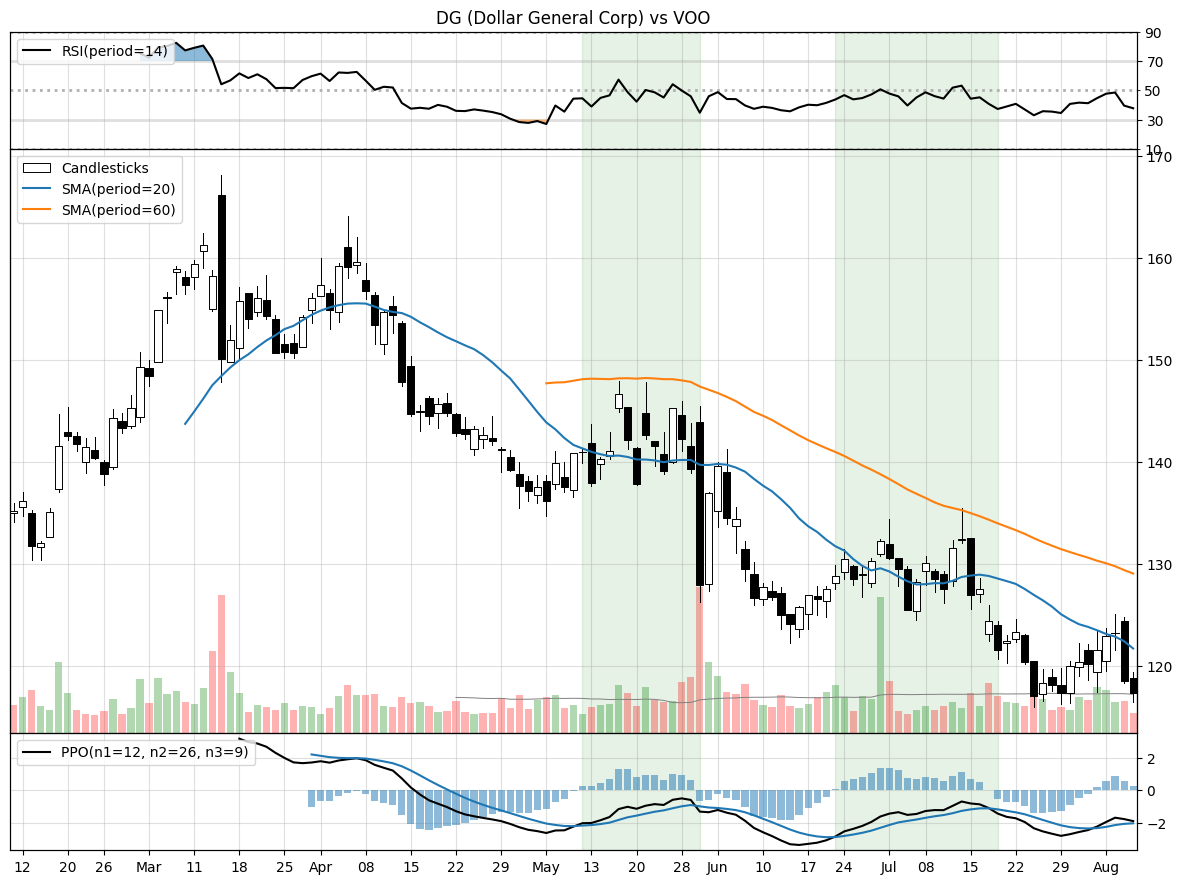 DG (Dollar General Corp) vs VOO
RSI(period=14)
90
70
50
30
10
Candlesticks
SMA(period=20)
SMA(period=60)
170
160
150
140
130
120
PPO(n1=12, n2=26, n3=9)
2
0
−2
12 20 26 Mar 11 18 25 Apr 08 15 22 29 May 13 20 28 Jun 10 17 24 Jul 08 15 22 29 Aug